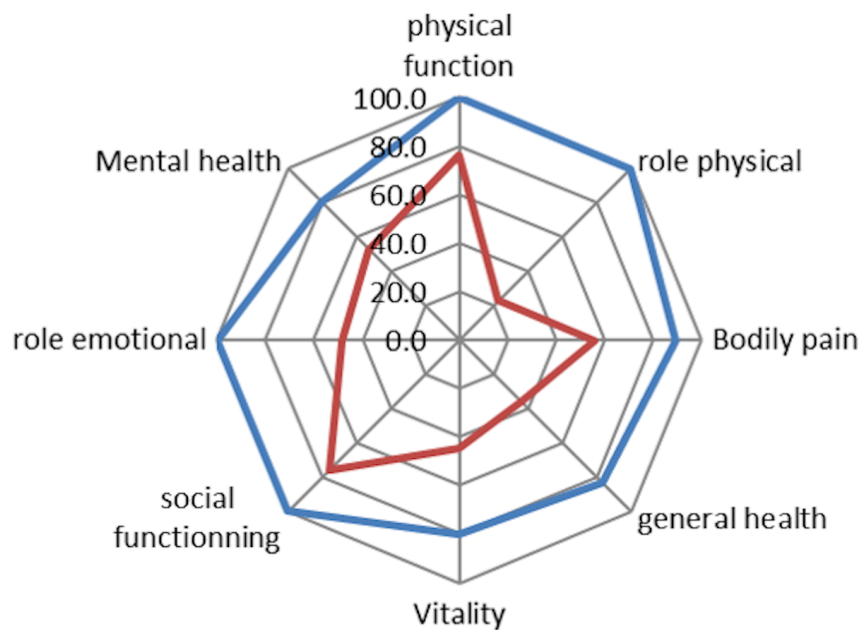 physical
function
100.0
80.0
60.0
40.0
20.0
0.0
Mental health
role physical
role emotional
Bodily pain
social
functionning
general health
Vitality